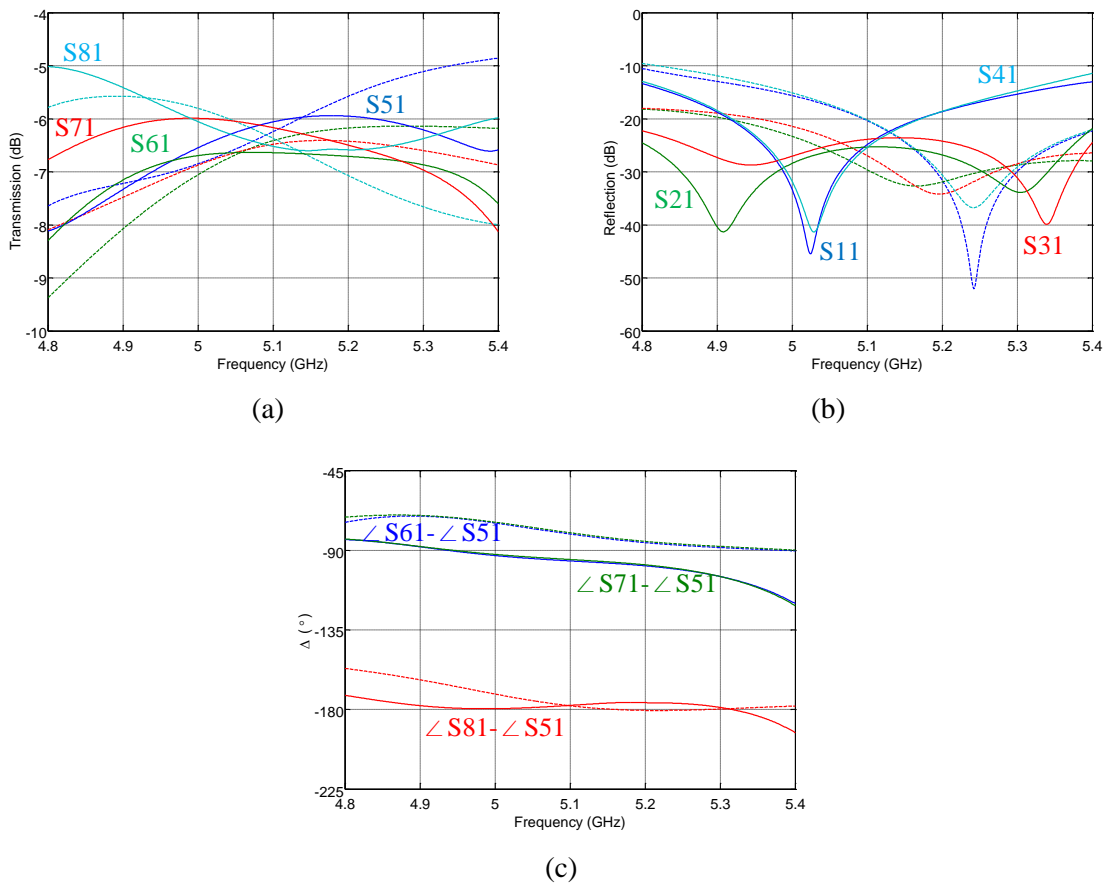 -4
-5
-6
-7
-8
-9
-10
Transmission (dB)
S81
S51
S71
S61
4.8 4.9 5 5.1 5.2 5.3 5.4
Frequency (GHz)
(a)
0
-10
-20
-30
-40
-50
-60
Reflection (dB)
S41
S21
S11
S31
4.8 4.9 5 5.1 5.2 5.3 5.4
Frequency (GHz)
(b)
-45
-90
-135
-180
-225
Δ (°)
∠S61-∠S51
∠S71-∠S51
∠S81-∠S51
4.8 4.9 5 5.1 5.2 5.3 5.4
Frequency (GHz)
(c)